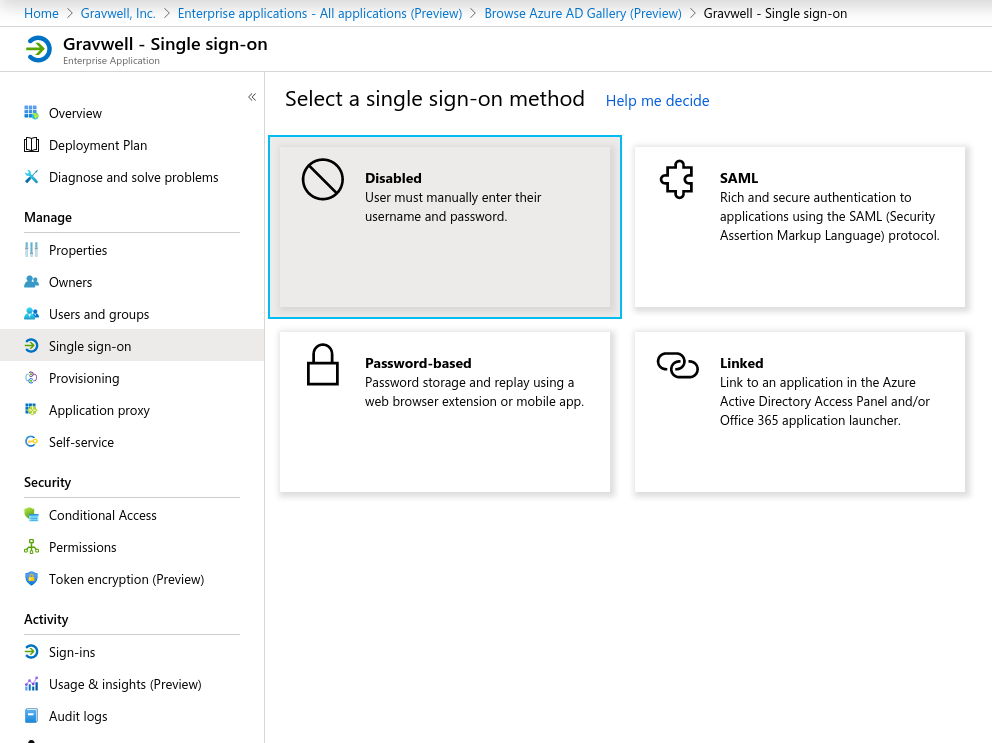 Home > Gravwell, Inc. > Enterprise applications - All applications (Preview) > Browse Azure AD Gallery (Preview) > Gravwell - Single sign-on
Gravwell - Single sign-on
Enterprise Application
«
Overview
Deployment Plan
Diagnose and solve problems
Manage
Properties
Owners
Users and groups
Single sign-on
Provisioning
Application proxy
Self-service
Security
Conditional Access
Permissions
Token encryption (Preview)
Activity
Sign-ins
Usage & insights (Preview)
Audit logs
Select a single sign-on method
Help me decide
Disabled
User must manually enter their
username and password.
SAML
Rich and secure authentication to
applications using the SAML (Security
Assertion Markup Language) protocol.
Password-based
Password storage and replay using a
web browser extension or mobile app.
Linked
Link to an application in the Azure
Active Directory Access Panel and/or
Office 365 application launcher.